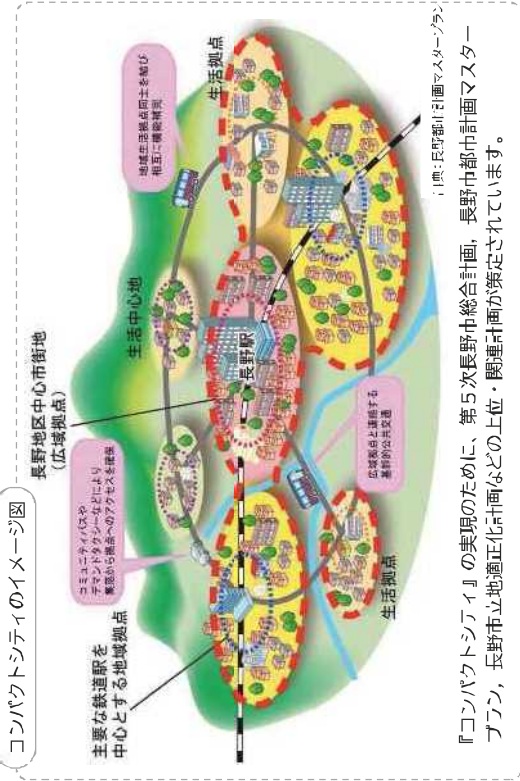 コンパクトシティのイメージ図
長野地区中心市街地
(広域拠点)
主要な鉄道駅を
中心とする地域拠点
コミュニティバスや
デマンドタクシーなどにより
集落から拠点へのアクセスを確保
生活中心地
地域生活拠点同士を結び
相互に機能補完
生活拠点
長野駅
広域拠点と連絡する
基幹的公共交通
生活拠点
出典:長野都市計画マスタープラン
『コンパクトシティ』の実現のために、第5次長野市総合計画，長野市都市計画マスター
プラン，長野市立地適正化計画などの上位・関連計画が策定されています。